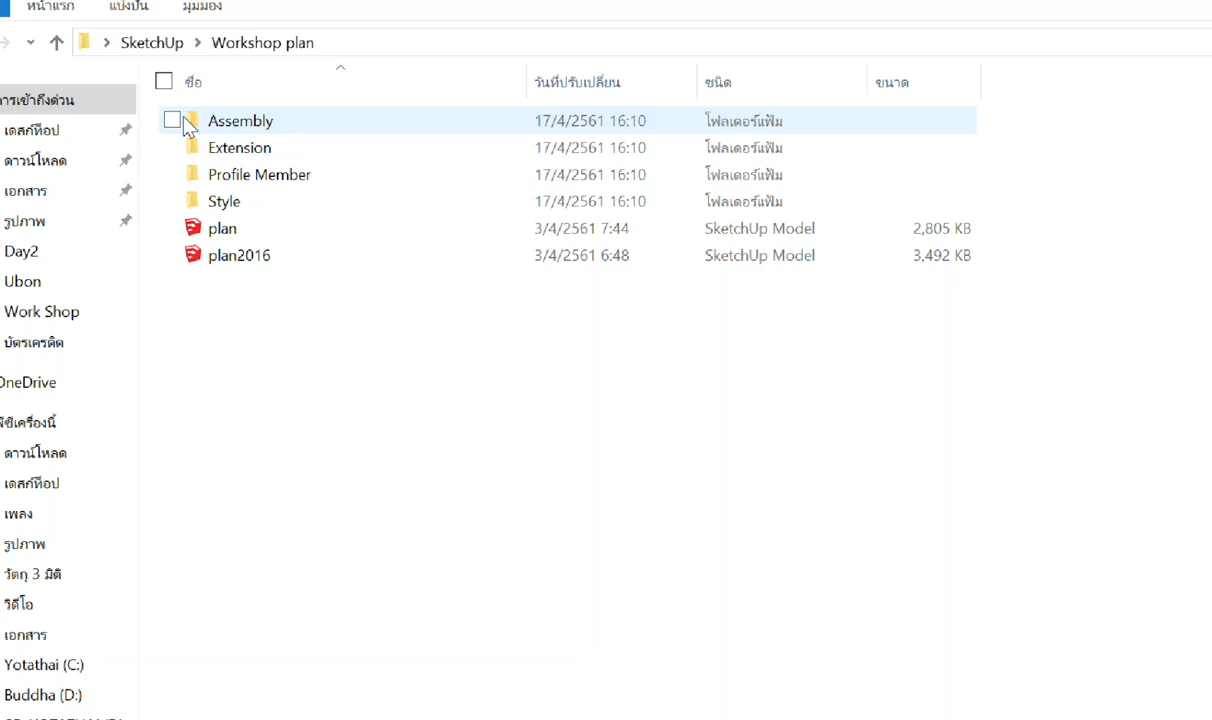 หน้าแรก แบ่งปัน มุมมอง
SketchUp > Workshop plan
ชื่อ วันที่ปรับเปลี่ยน ชนิด ขนาด
การเข้าถึงด่วน
เดสก์ท็อป
ดาวน์โหลด
เอกสาร
รูปภาพ
Day2
Ubon
Work Shop
บัตรเครดิต
OneDrive
พีซีเครื่องนี้
ดาวน์โหลด
เดสก์ท็อป
เพลง
รูปภาพ
วัตถุ 3 มิติ
วิดีโอ
เอกสาร
Yotathai (C:)
Buddha (D:)
Assembly 17/4/2561 16:10 โฟลเดอร์แฟ้ม
Extension 17/4/2561 16:10 โฟลเดอร์แฟ้ม
Profile Member 17/4/2561 16:10 โฟลเดอร์แฟ้ม
Style 17/4/2561 16:10 โฟลเดอร์แฟ้ม
plan 3/4/2561 7:44 SketchUp Model 2,805 KB
plan2016 3/4/2561 6:48 SketchUp Model 3,492 KB